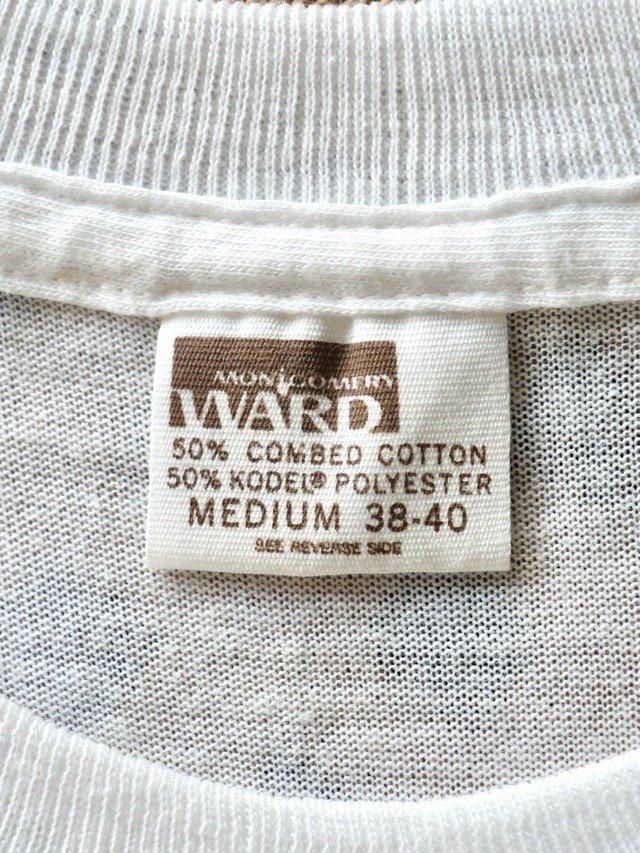 MONTGOMERY
WARD
50% COMBED COTTON
50% KODEL® POLYESTER
MEDIUM 38-40
SEE REVERSE SIDE